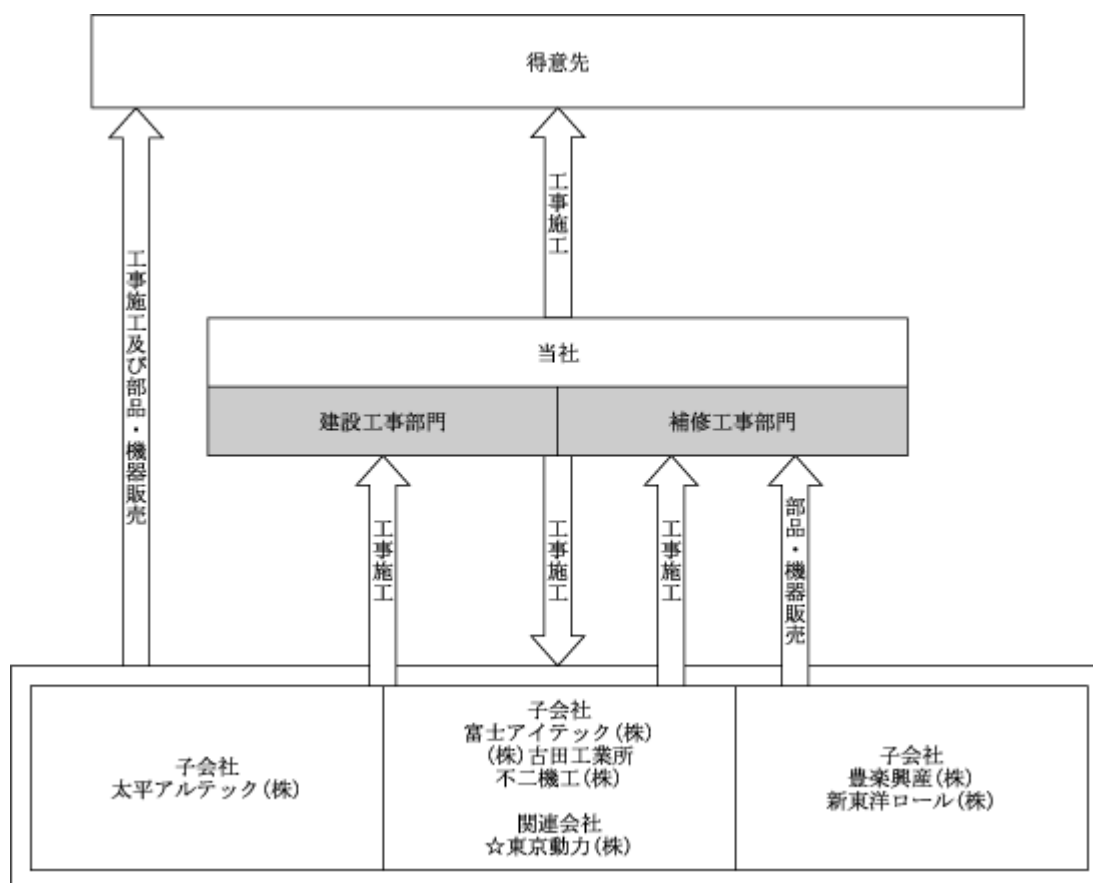 得意先
工事施工
工事施工及び部品・機器販売
当社
建設工事部門
補修工事部門
工事施工
工事施工
工事施工
部品・機器販売
子会社
太平アルテック(株)
子会社
富士アイテック(株)
(株)古田工業所
不二機工(株)
関連会社
☆東京動力(株)
子会社
豊楽興産(株)
新東洋ロール(株)